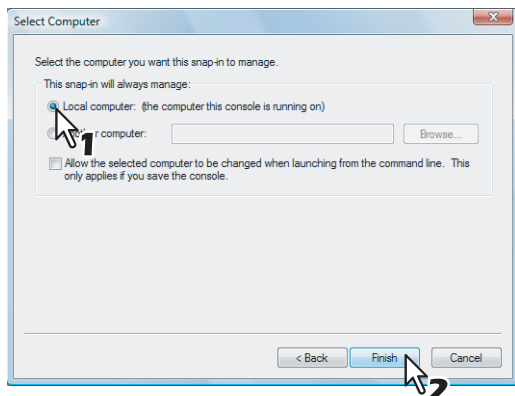 Select Computer
Select the computer you want this snap-in to manage.
This snap-in will always manage:
Local computer: (the computer this console is running on)
r computer:
Browse...
Allow the selected computer to be changed when launching from the command line. This
only applies if you save the console.
1
< Back Finish Cancel
2